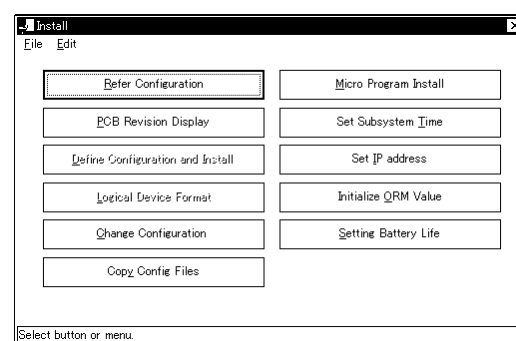 Install
File Edit
Refer Configuration
Micro Program Install
PCB Revision Display
Set Subsystem Time
Define Configuration and Install
Set IP address
Logical Device Format
Initialize ORM Value
Change Configuration
Setting Battery Life
Copy Config Files
Select button or menu.